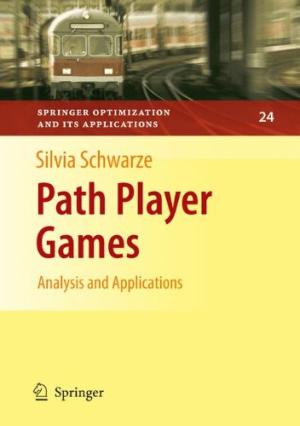 SPRINGER OPTIMIZATION
AND ITS APPLICATIONS
24
Silvia Schwarze
Path Player
Games
Analysis and Applications
Springer